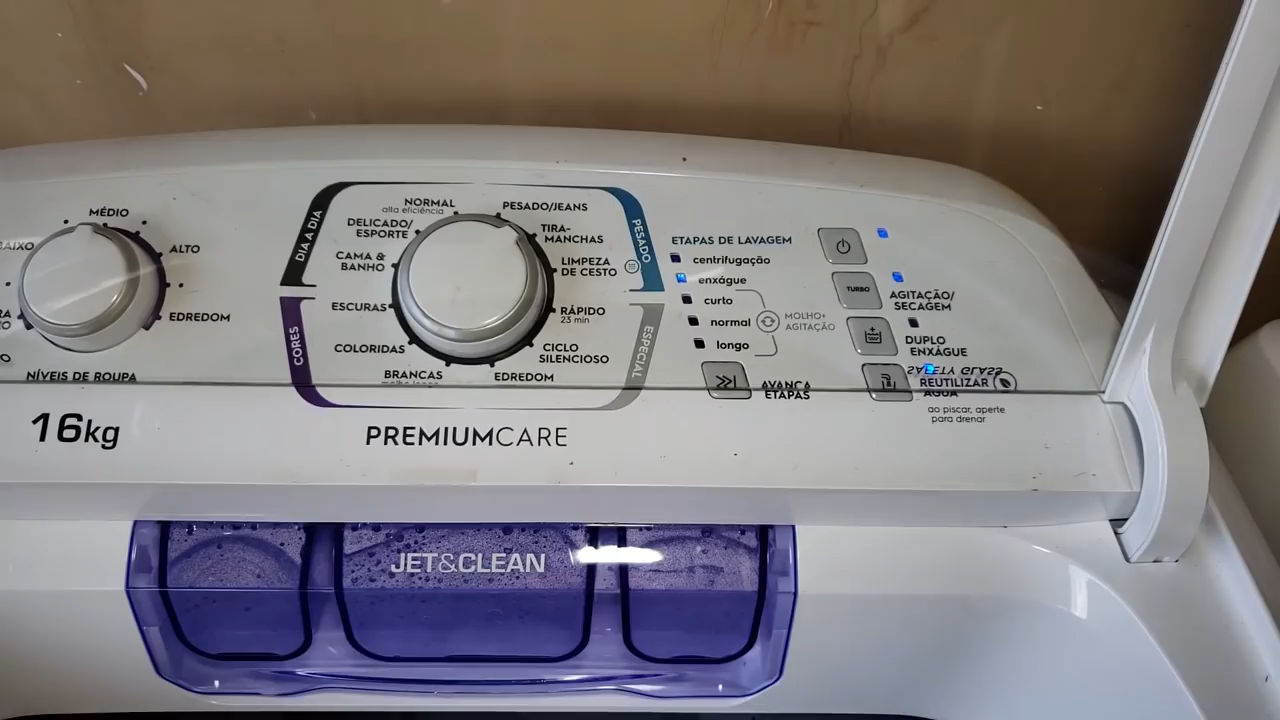 MÉDIO
BAIXO
ALTO
EDREDOM
NÍVEIS DE ROUPA
16kg
DIA A DIA
PESADO
CORES
ESPECIAL
NORMAL
alta eficiência
DELICADO/
ESPORTE
CAMA &
BANHO
ESCURAS
COLORIDAS
BRANCAS
PESADO/JEANS
TIRA-
MANCHAS
LIMPEZA
DE CESTO
RÁPIDO
23 min
CICLO
SILENCIOSO
EDREDOM
PREMIUMCARE
ETAPAS DE LAVAGEM
centrifugação
enxágue
curto
normal
longo
MOLHO+
AGITAÇÃO
AVANÇA
ETAPAS
TURBO
AGITAÇÃO/
SECAGEM
DUPLO
ENXÁGUE
SAFETY GLASS
REUTILIZAR
ÁGUA
ao piscar, aperte
para drenar
JET&CLEAN